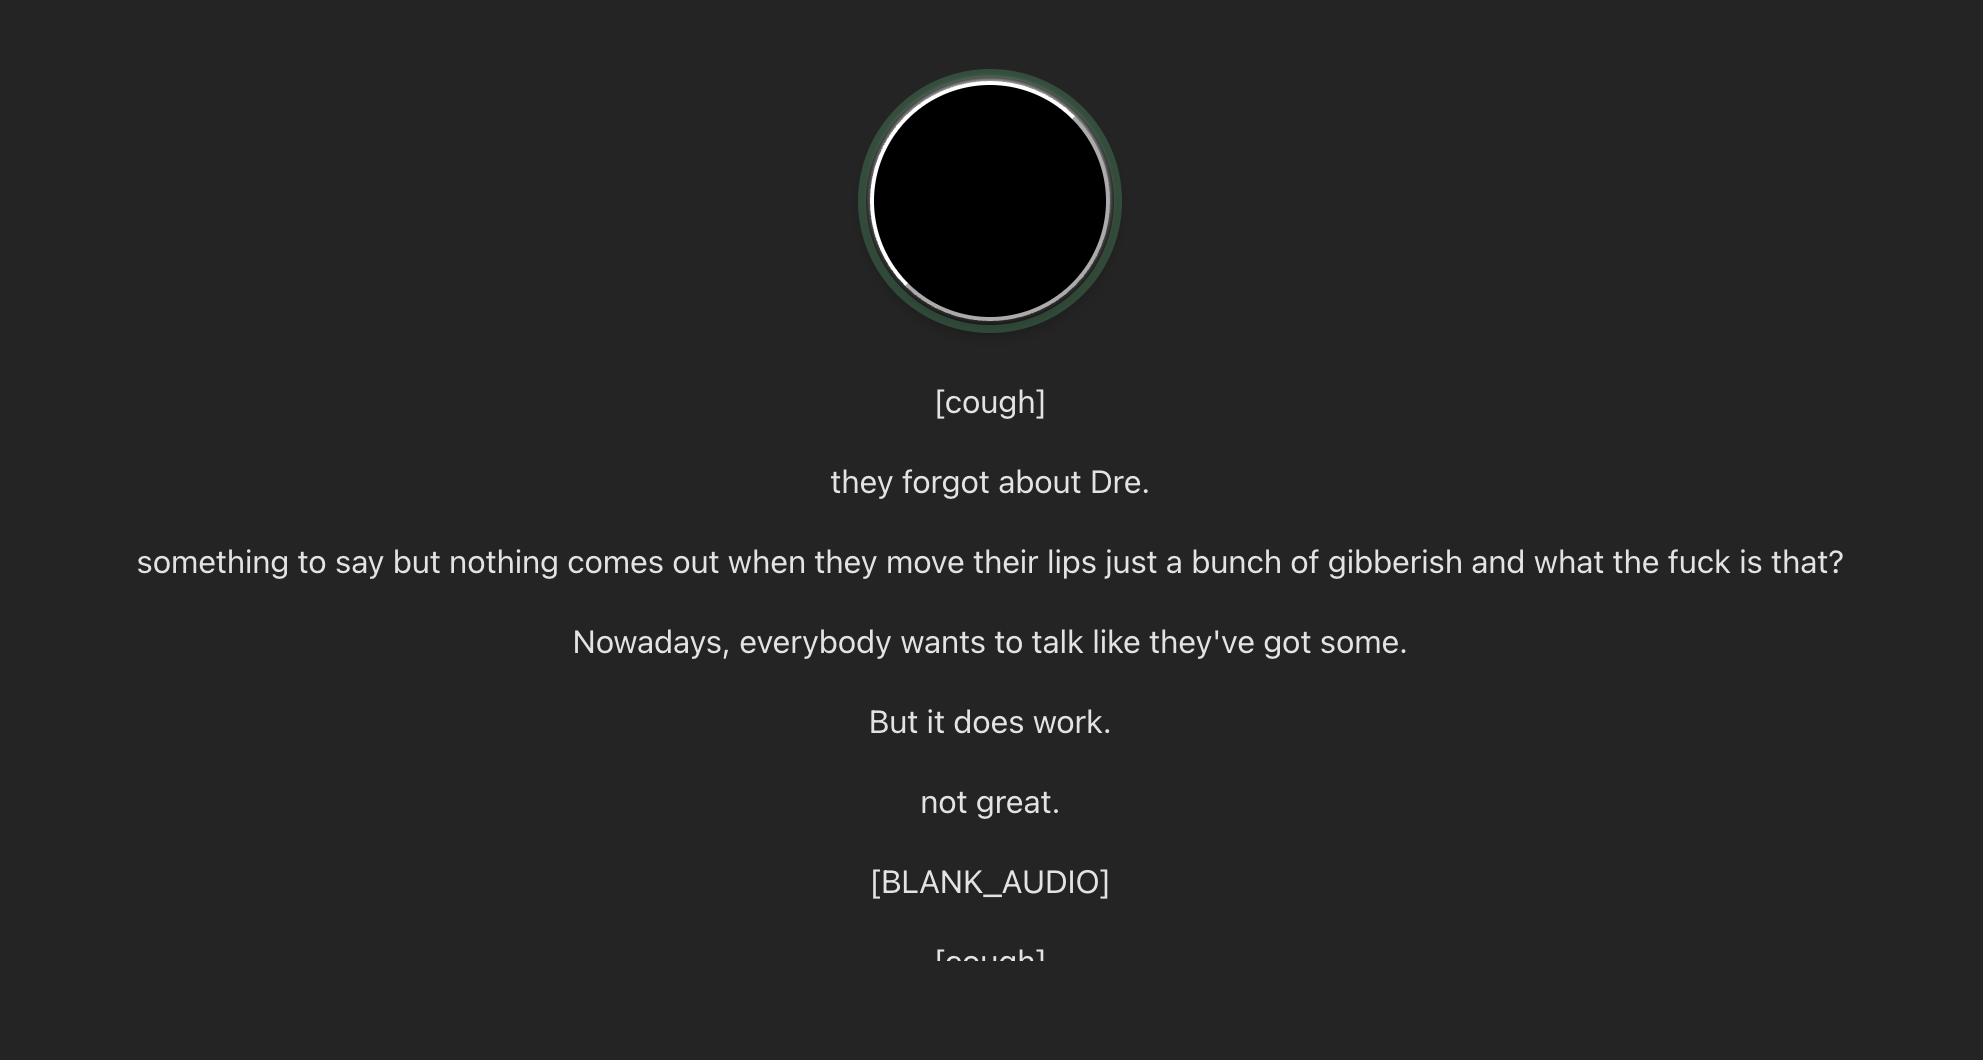 [cough]
they forgot about Dre.
something to say but nothing comes out when they move their lips just a bunch of gibberish and what the fuck is that?
Nowadays, everybody wants to talk like they've got some.
But it does work.
not great.
[BLANK_AUDIO]
[cough]